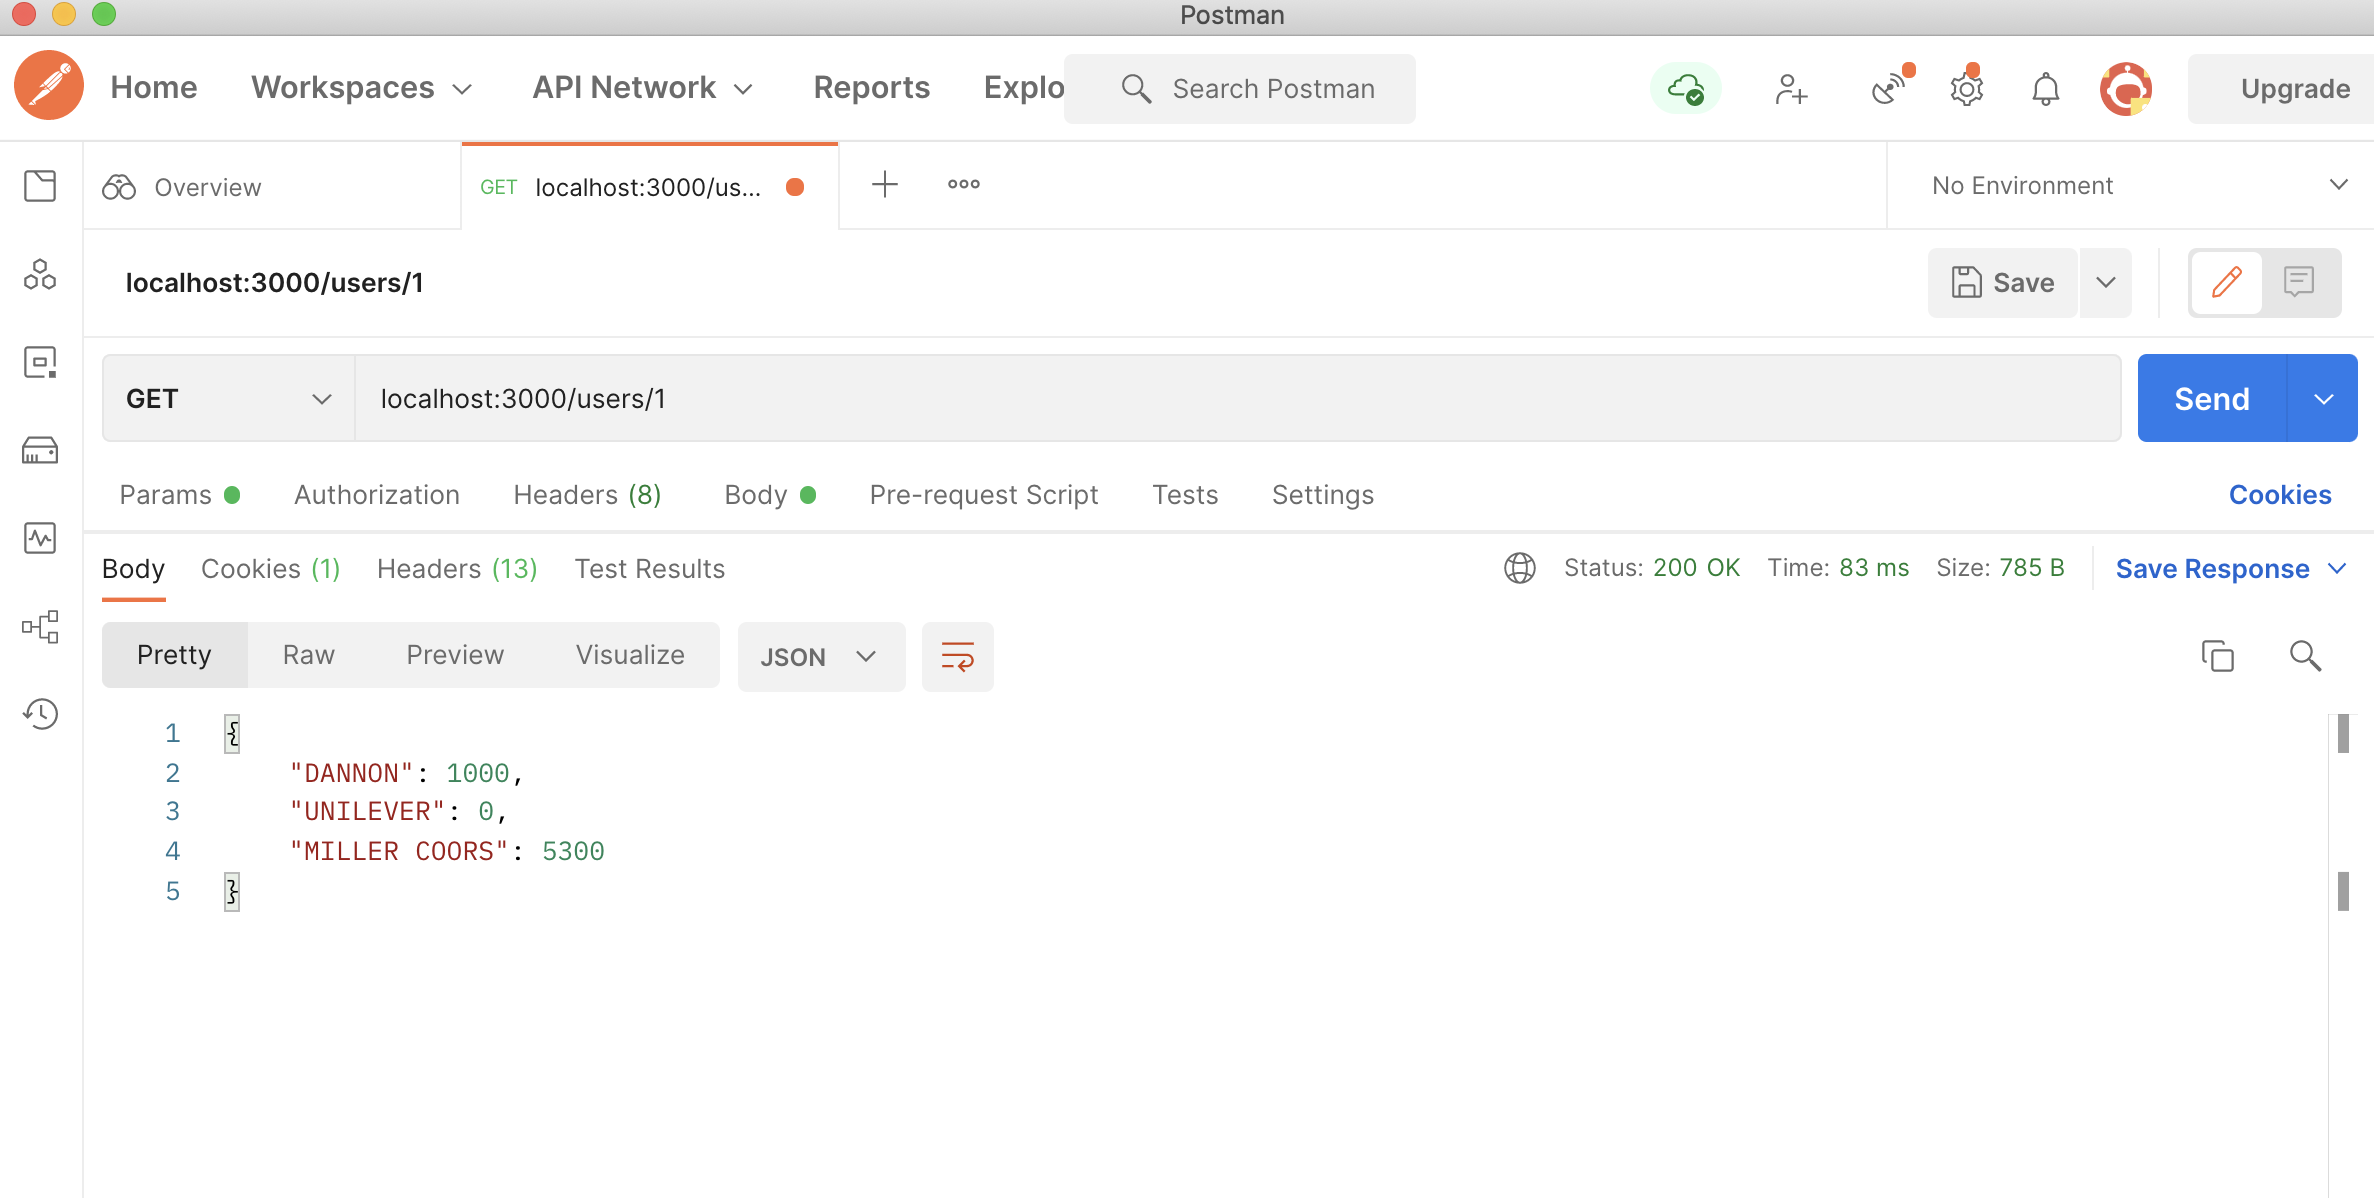 Postman
Home Workspaces API Network Reports Explo Search Postman Upgrade
Overview GET localhost:3000/us... No Environment
localhost:3000/users/1 Save
GET localhost:3000/users/1 Send
Params Authorization Headers (8) Body Pre-request Script Tests Settings Cookies
Body Cookies (1) Headers (13) Test Results Status: 200 OK Time: 83 ms Size: 785 B Save Response
Pretty Raw Preview Visualize JSON
1 {
2 "DANNON": 1000,
3 "UNILEVER": 0,
4 "MILLER COORS": 5300
5 }